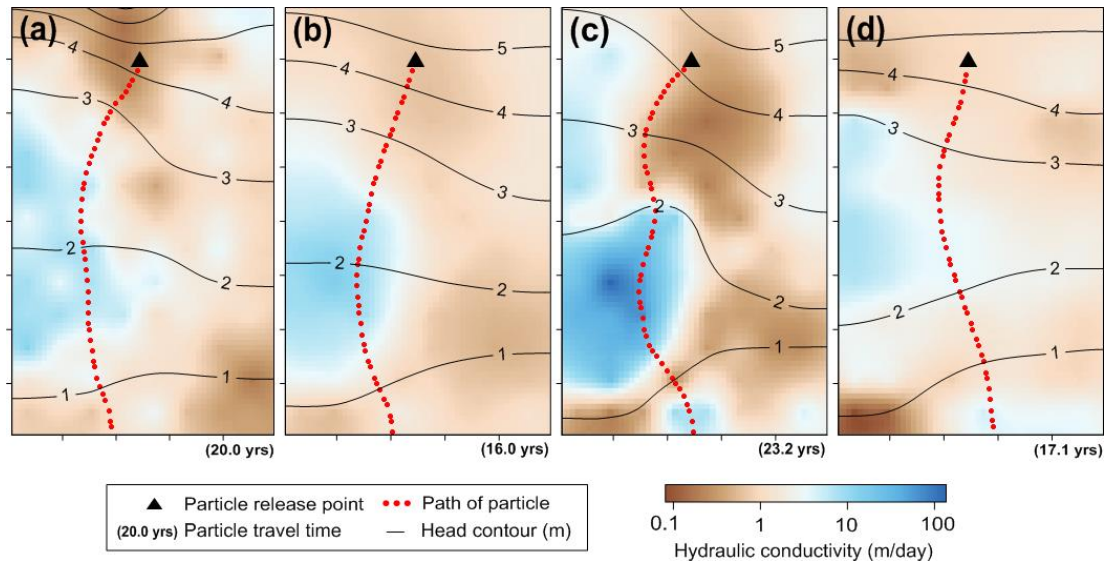 (a) (b) (c) (d)
5 5
4 4 4 4
4 4 4 4
3 3 3 3
3 3 3 3
2 2 2 2
2 2 2 2
1 1 1 1
1
(20.0 yrs) (16.0 yrs) (23.2 yrs) (17.1 yrs)
Particle release point Path of particle
(20.0 yrs) Particle travel time Head contour (m)
0.1 1 10 100
Hydraulic conductivity (m/day)